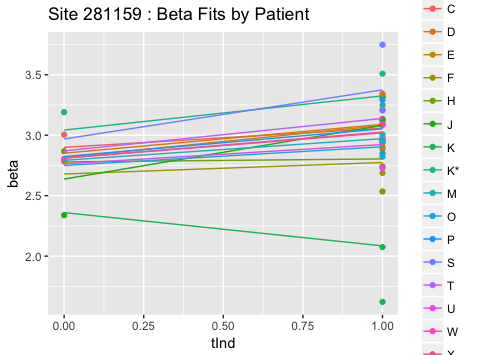 Site 281159 : Beta Fits by Patient
3.5
3.0
2.5
2.0
beta
0.00
0.25
0.50
0.75
1.00
tInd
C
D
E
F
H
J
K
K*
M
O
P
S
T
U
W